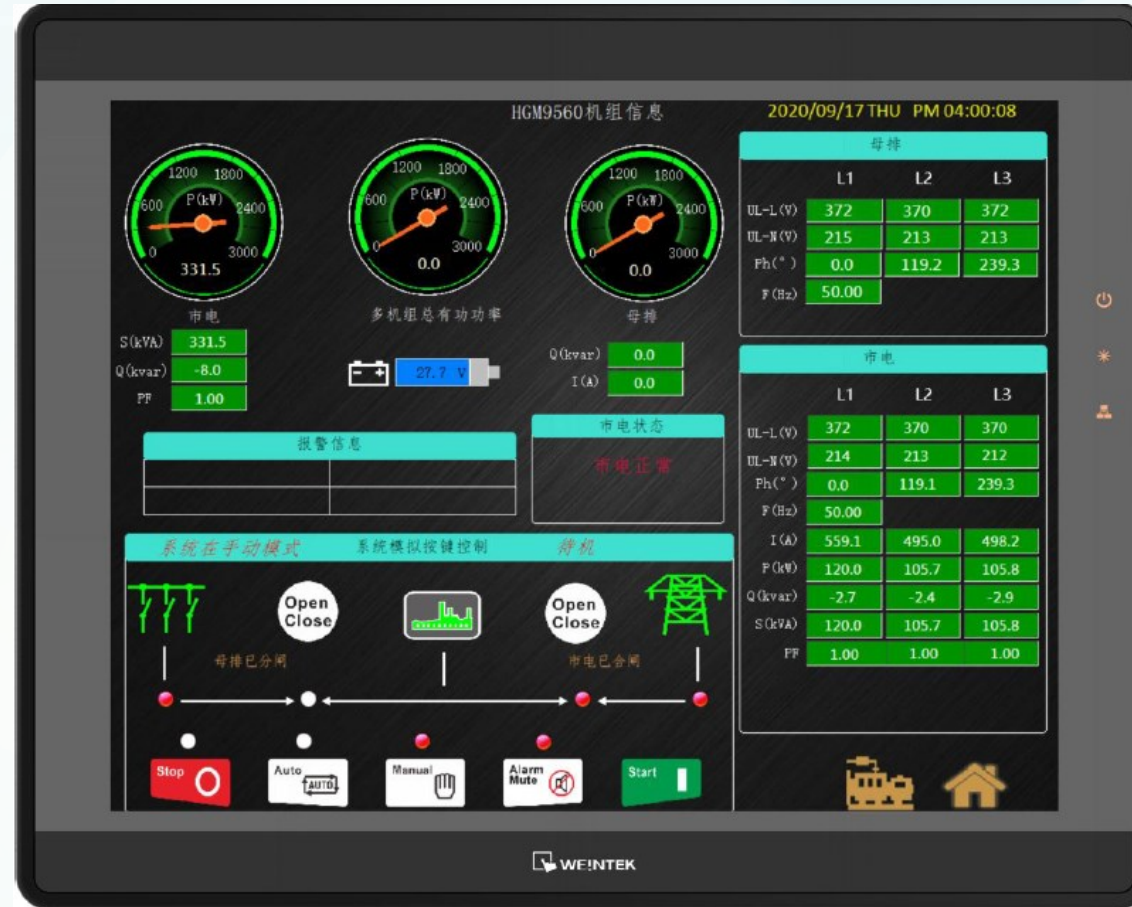 HGM9560机组信息
2020/09/17 THU PM 04:00:08
0 600 1200 1800 2400 3000
P(kW)
331.5
市电
0 600 1200 1800 2400 3000
P(kW)
0.0
多机组总有功功率
0 600 1200 1800 2400 3000
P(kW)
0.0
母排
S(kVA) 331.5
Q(kvar) -8.0
PF 1.00
27.7 V
Q(kvar) 0.0
I(A) 0.0
报警信息
市电状态
市电正常
系统在手动模式 系统模拟按键控制 待机
Open
Close
Open
Close
母排已分闸
市电已合闸
Stop
Auto
AUTO
Manual
Alarm
Mute
Start
母排
L1 L2 L3
UL-L(V) 372 370 372
UL-N(V) 215 213 213
Ph(°) 0.0 119.2 239.3
F(Hz) 50.00
市电
L1 L2 L3
UL-L(V) 372 370 370
UL-N(V) 214 213 212
Ph(°) 0.0 119.1 239.3
F(Hz) 50.00
I(A) 559.1 495.0 498.2
P(kW) 120.0 105.7 105.8
Q(kvar) -2.7 -2.4 -2.9
S(kVA) 120.0 105.7 105.8
PF 1.00 1.00 1.00
WE!NTEK